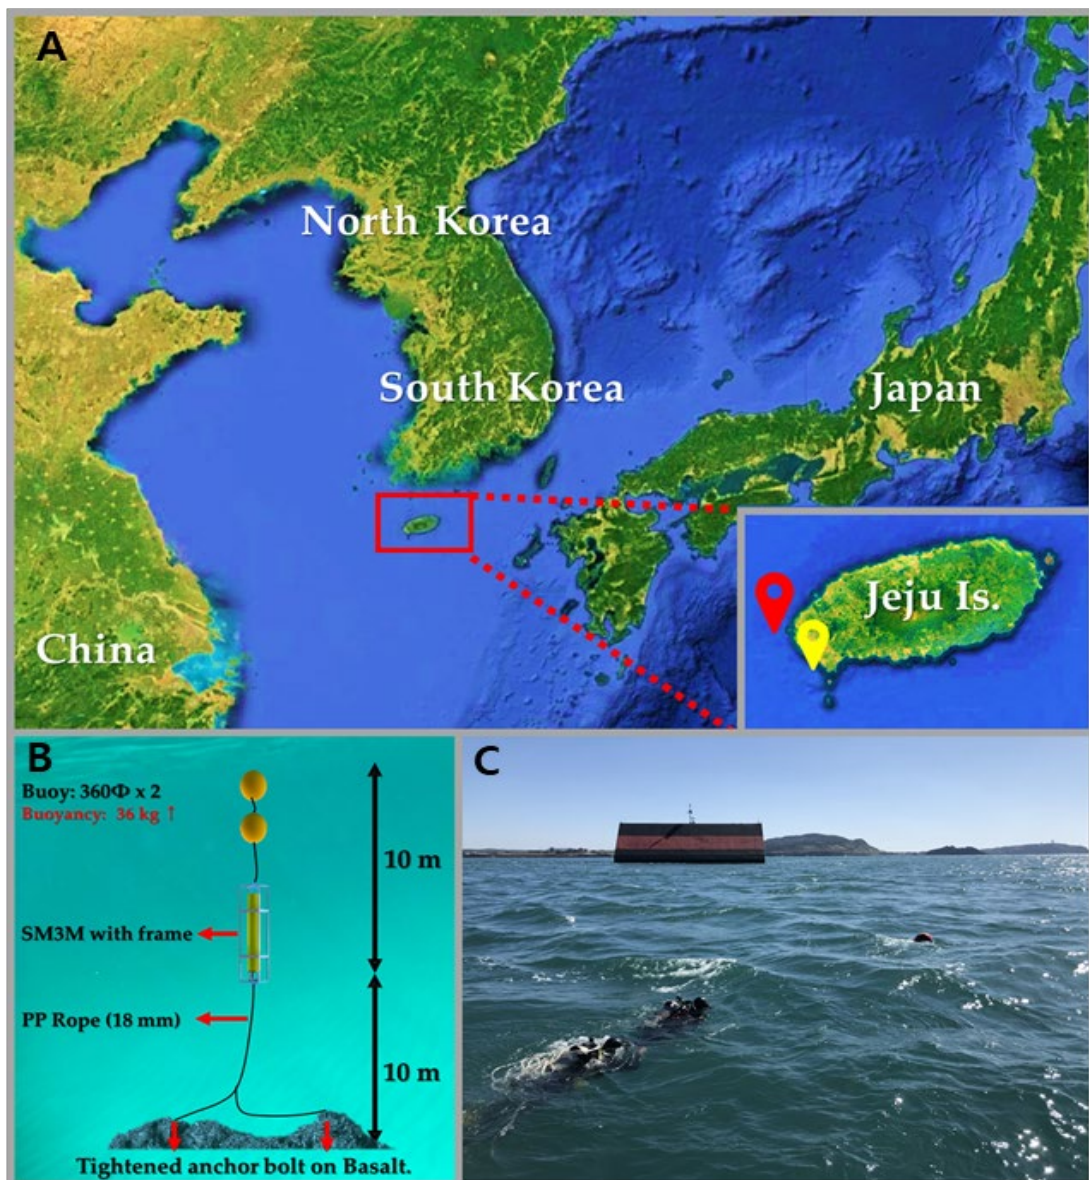 A
North Korea
South Korea
Japan
China
Jeju Is.
B
Buoy: 360Φ x 2
Buoyancy: 36 kg ↑
10 m
SM3M with frame
PP Rope (18 mm)
10 m
Tightened anchor bolt on Basalt.
C